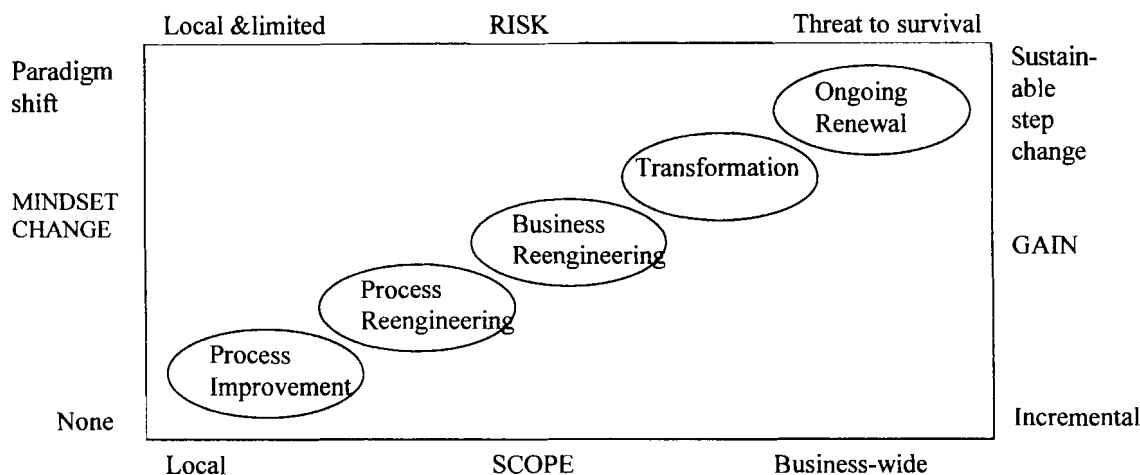 Local &limited RISK Threat to survival
Paradigm
shift
Sustain-
able
step
change
Ongoing
Renewal
Transformation
MINDSET
CHANGE
Business
Reengineering
GAIN
Process
Reengineering
Process
Improvement
None
Incremental
Local SCOPE Business-wide